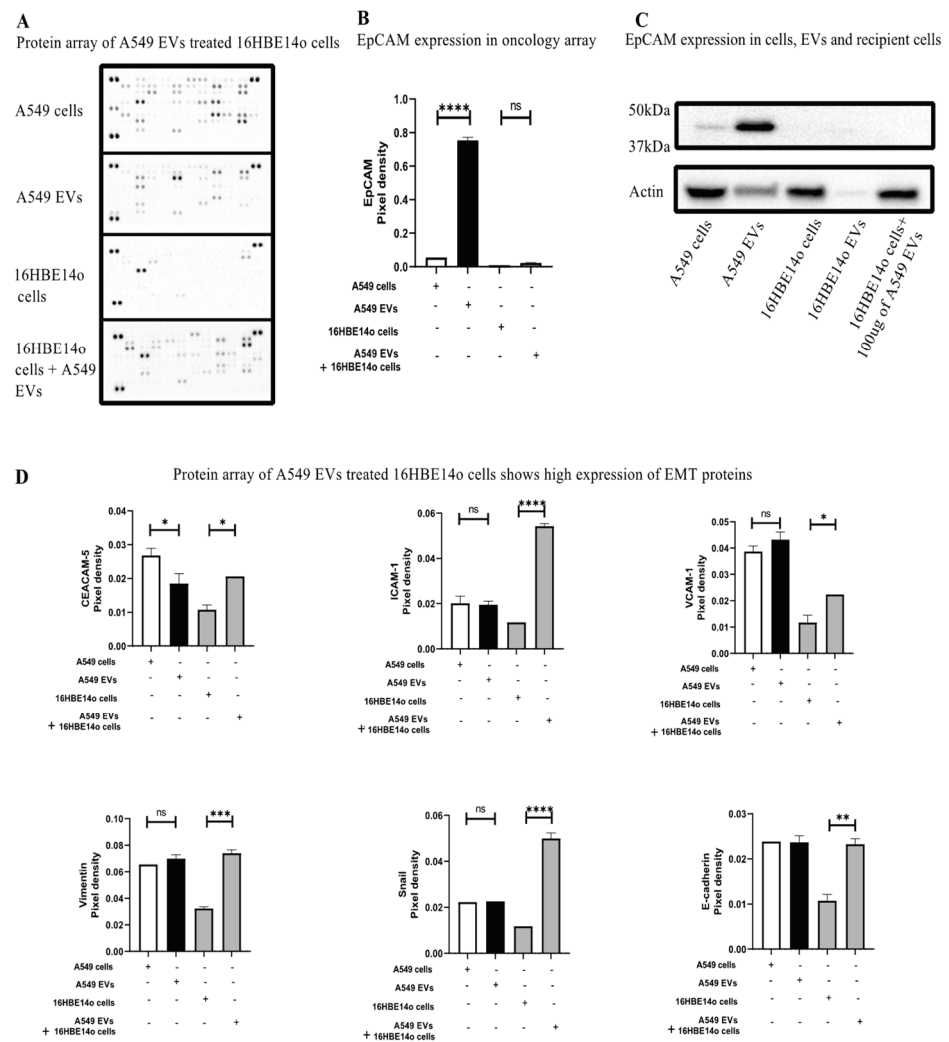 A
Protein array of A549 EVs treated 16HBE14o cells
A549 cells
A549 EVs
16HBE14o
cells
16HBE14o
cells + A549
EVs
B
EpCAM expression in oncology array
EpCAM
Pixel density
1.0
0.8
0.6
0.4
0.2
0.0
****
ns
A549 cells + - - -
A549 EVs - + - -
16HBE14o cells - - + -
A549 EVs
+ 16HBE14o cells - - - +
C
EpCAM expression in cells, EVs and recipient cells
50kDa
37kDa
Actin
A549 cells
A549 EVs
16HBE14o cells
16HBE14o EVs
16HBE14o cells+
100ug of A549 EVs
D
Protein array of A549 EVs treated 16HBE14o cells shows high expression of EMT proteins
CEACAM-5
Pixel density
0.04
0.03
0.02
0.01
0.00
*
*
A549 cells + - - -
A549 EVs - + - -
16HBE14o cells - - + -
A549 EVs
+ 16HBE14o cells - - - +
ICAM-1
Pixel density
0.06
0.04
0.02
0.00
ns
****
A549 cells + - - -
A549 EVs - + - -
16HBE14o cells - - + -
A549 EVs
+ 16HBE14o cells - - - +
VCAM-1
Pixel density
0.05
0.04
0.03
0.02
0.01
0.00
ns
*
A549 cells + - - -
A549 EVs - + - -
16HBE14o cells - - + -
A549 EVs
+ 16HBE14o cells - - - +
Vimentin
Pixel density
0.10
0.08
0.06
0.04
0.02
0.00
ns
***
A549 cells + - - -
A549 EVs - + - -
16HBE14o cells - - + -
A549 EVs
+ 16HBE14o cells - - - +
Snail
Pixel density
0.06
0.04
0.02
0.00
ns
****
A549 cells + - - -
A549 EVs - + - -
16HBE14o cells - - + -
A549 EVs
+ 16HBE14o cells - - - +
E-cadherin
Pixel density
0.03
0.02
0.01
0.00
**
A549 cells + - - -
A549 EVs - + - -
16HBE14o cells - - + -
A549 EVs
+ 16HBE14o cells - - - +